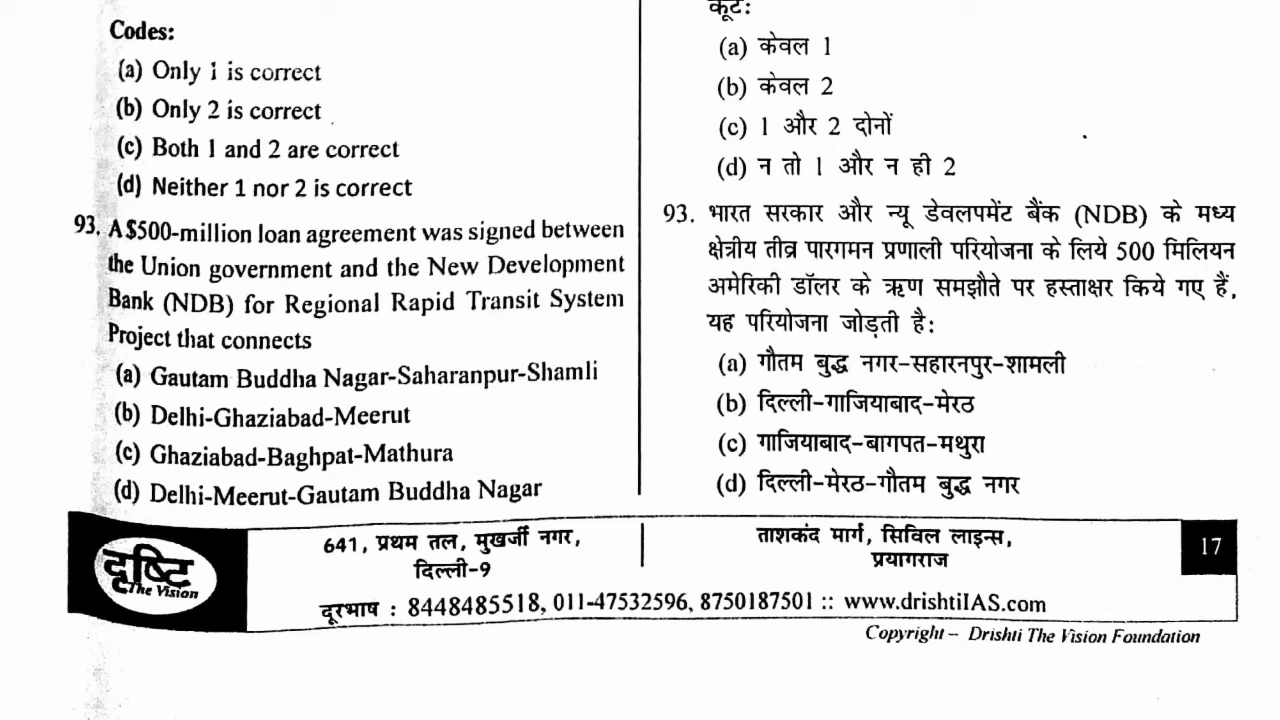 Codes:
(a) Only 1 is correct
(b) Only 2 is correct
(c) Both 1 and 2 are correct
(d) Neither 1 nor 2 is correct
93. A $500-million loan agreement was signed between
the Union government and the New Development
Bank (NDB) for Regional Rapid Transit System
Project that connects
(a) Gautam Buddha Nagar-Saharanpur-Shamli
(b) Delhi-Ghaziabad-Meerut
(c) Ghaziabad-Baghpat-Mathura
(d) Delhi-Meerut-Gautam Buddha Nagar
कूटः
(a) केवल 1
(b) केवल 2
(c) 1 और 2 दोनों
(d) न तो 1 और न ही 2
93. भारत सरकार और न्यू डेवलपमेंट बैंक (NDB) के मध्य
क्षेत्रीय तीव्र पारगमन प्रणाली परियोजना के लिये 500 मिलियन
अमेरिकी डॉलर के ऋण समझौते पर हस्ताक्षर किये गए हैं,
यह परियोजना जोड़ती है:
(a) गौतम बुद्ध नगर-सहारनपुर-शामली
(b) दिल्ली-गाजियाबाद-मेरठ
(c) गाजियाबाद-बागपत-मथुरा
(d) दिल्ली-मेरठ-गौतम बुद्ध नगर
दृष्टि
The Vision
641, प्रथम तल, मुखर्जी नगर,
दिल्ली-9
ताशकंद मार्ग, सिविल लाइन्स,
प्रयागराज
17
दूरभाष : 8448485518, 011-47532596, 8750187501 :: www.drishtiIAS.com
Copyright – Drishti The Vision Foundation